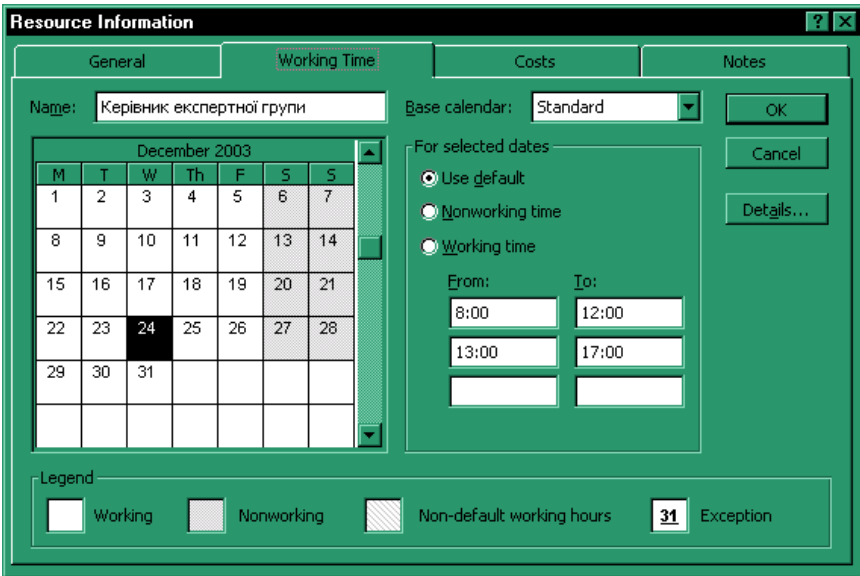 Resource Information
General Working Time Costs Notes
Name: Керівник експертної групи Base calendar: Standard OK
December 2003 For selected dates Cancel
M T W Th F S S
Use default
1 2 3 4 5 6 7
Nonworking time Details...
8 9 10 11 12 13 14
Working time
15 16 17 18 19 20 21
From: To:
8:00 12:00
22 23 24 25 26 27 28
13:00 17:00
29 30 31
Legend
Working Nonworking Non-default working hours 31 Exception